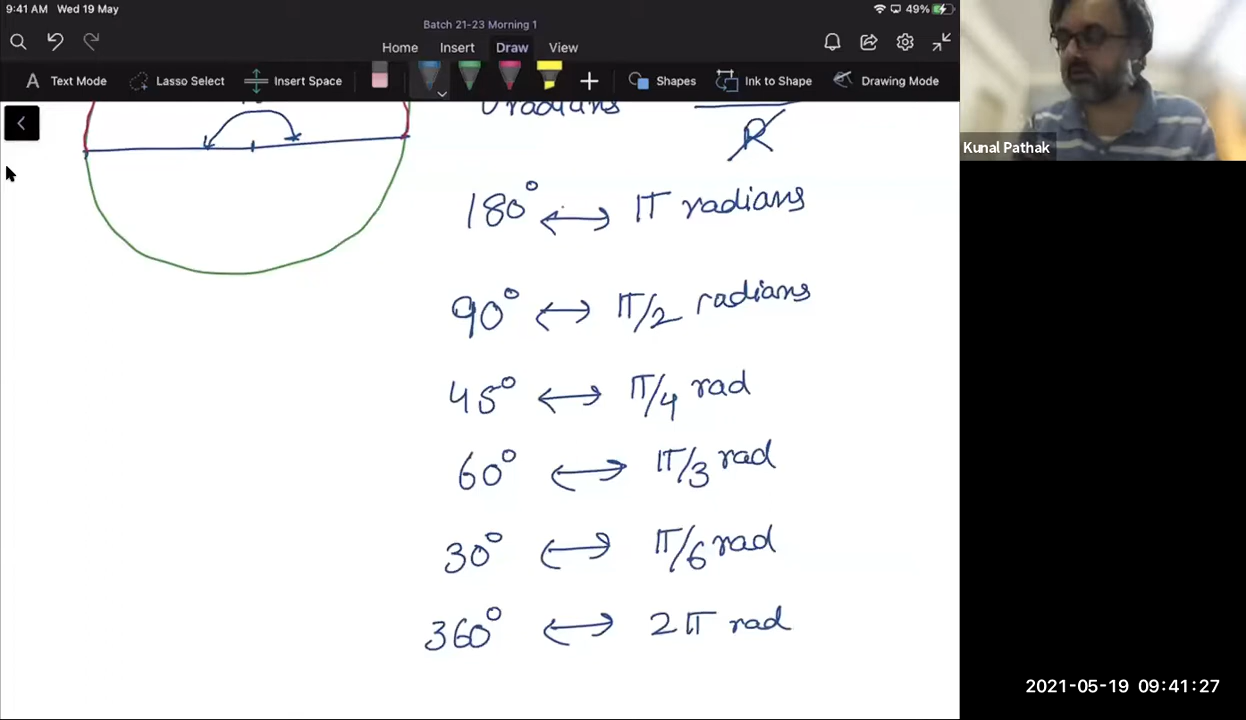 9:41 AM Wed 19 May
49%
Batch 21-23 Morning 1
Home Insert Draw View
Text Mode Lasso Select Insert Space Shapes Ink to Shape Drawing Mode
radians
R
180° ↔ π radians
90° ↔ π/2 radians
45° ↔ π/4 rad
60° ↔ π/3 rad
30° ↔ π/6 rad
360° ↔ 2π rad
Kunal Pathak
2021-05-19 09:41:27